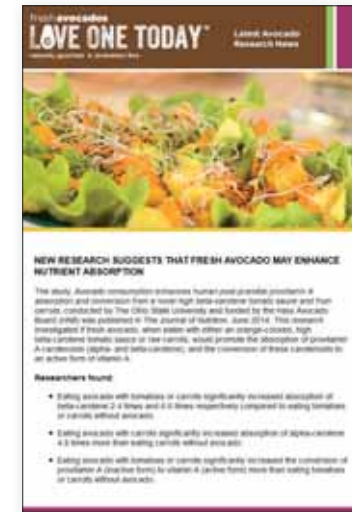 fresh avocados
LOVE ONE TODAY
Latest Avocado
Research News
NEW RESEARCH SUGGESTS THAT FRESH AVOCADO MAY ENHANCE
NUTRIENT ABSORPTION
The study, Avocado consumption enhances human post-prandial provitamin A
absorption and conversion from a novel high beta-carotene tomato sauce and from
carrots, conducted by The Ohio State University and funded by the Hass Avocado
Board (HAB) was published in The Journal of Nutrition, June 2014. This research
investigated if fresh avocado, when eaten with either an orange-colored, high
beta-carotene tomato sauce or raw carrots, would promote the absorption of provitamin
A carotenoids (alpha- and beta-carotene), and the conversion of these carotenoids to
an active form of vitamin A.
Researchers found:
• Eating avocado with tomatoes or carrots significantly increased absorption of
beta-carotene 2.4 times and 6.6 times respectively compared to eating tomatoes
or carrots without avocado.
• Eating avocado with carrots significantly increased absorption of alpha-carotene
4.8 times more than eating carrots without avocado.
• Eating avocado with tomatoes or carrots significantly increased the conversion of
provitamin A (inactive form) to vitamin A (active form) more than eating tomatoes
or carrots without avocado.